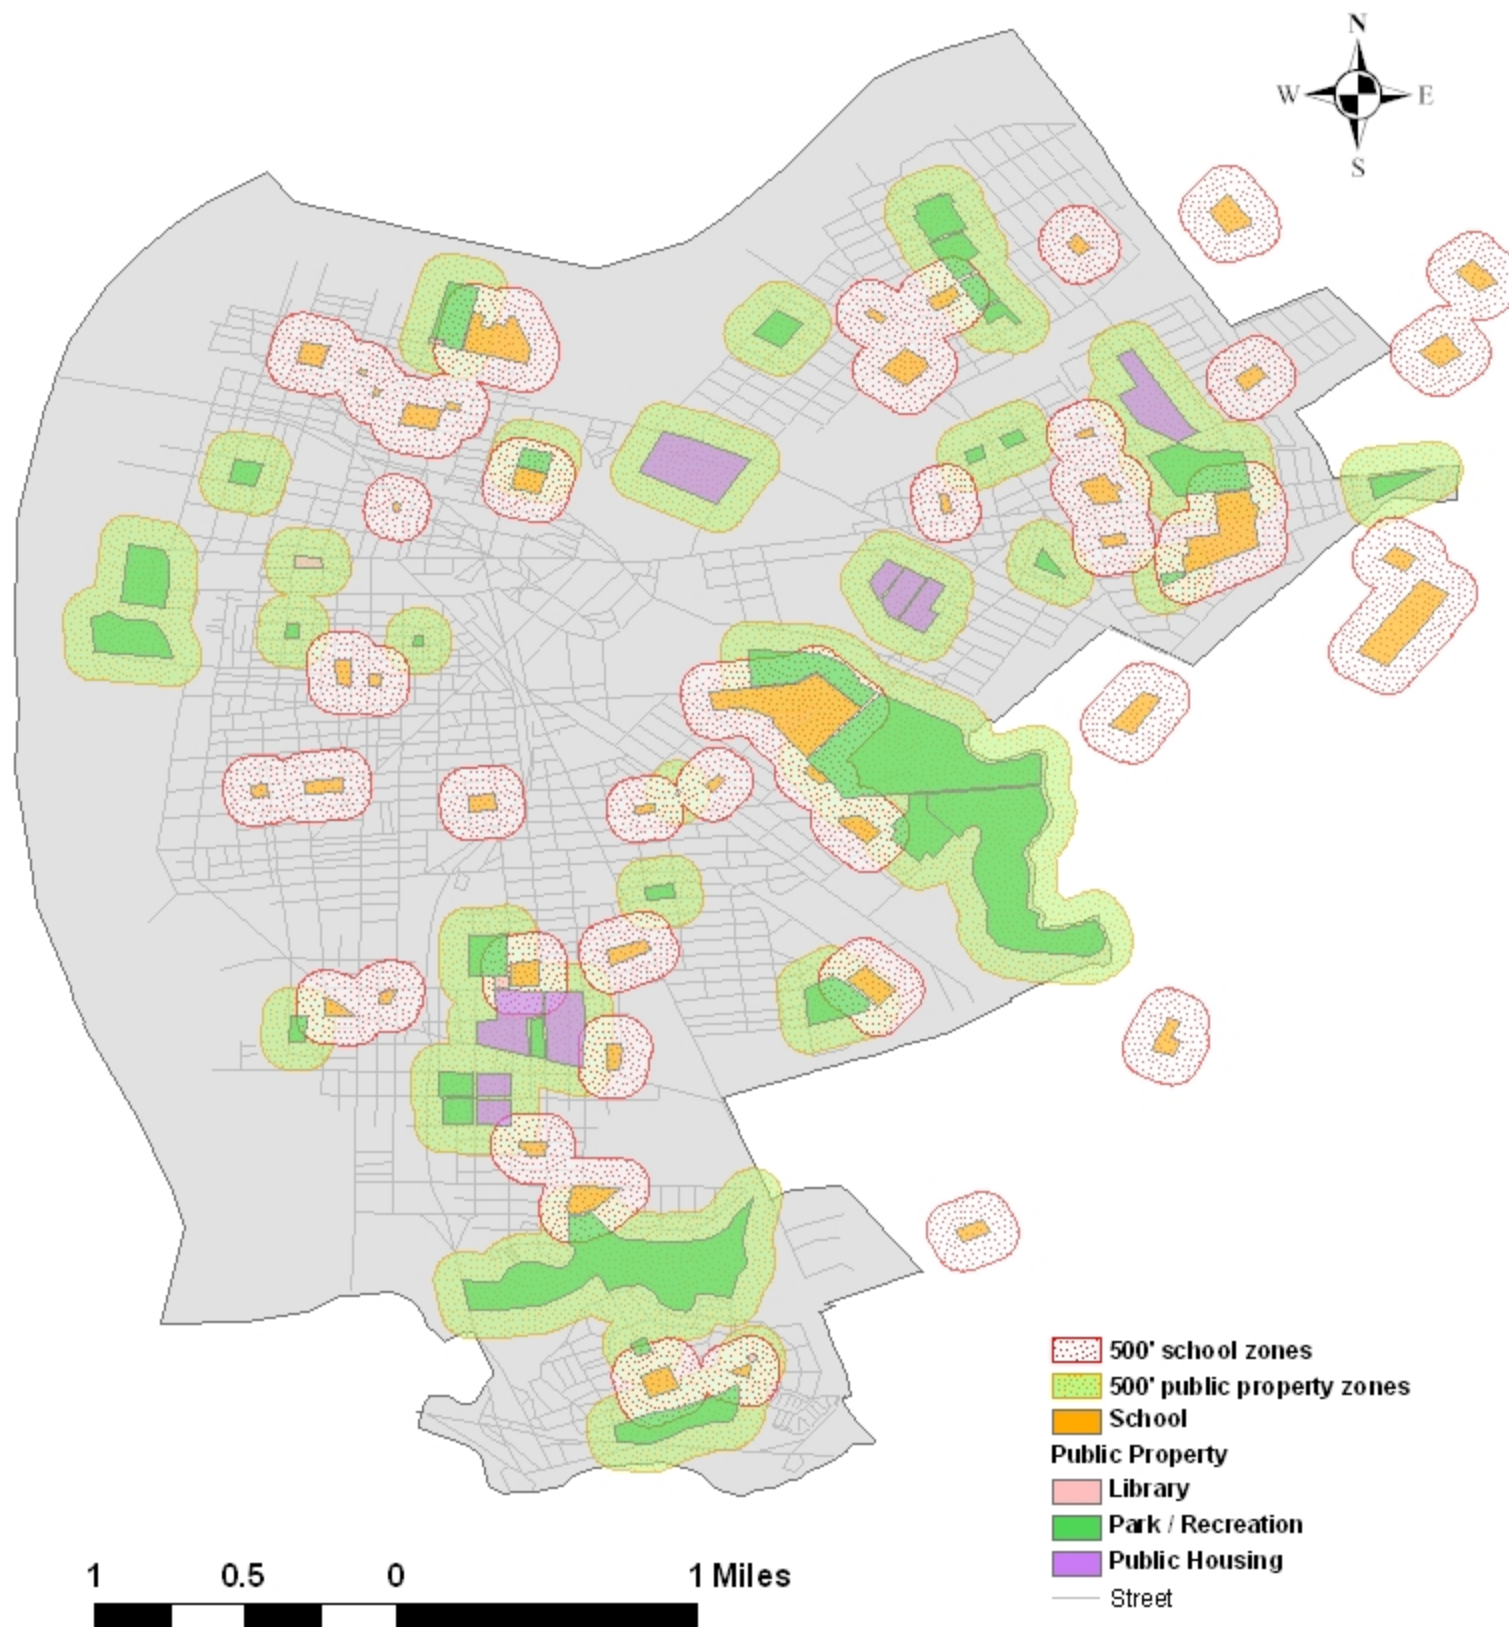 N
W E
S
500' school zones
500' public property zones
School
Public Property
Library
Park / Recreation
Public Housing
Street
1 0.5 0 1 Miles